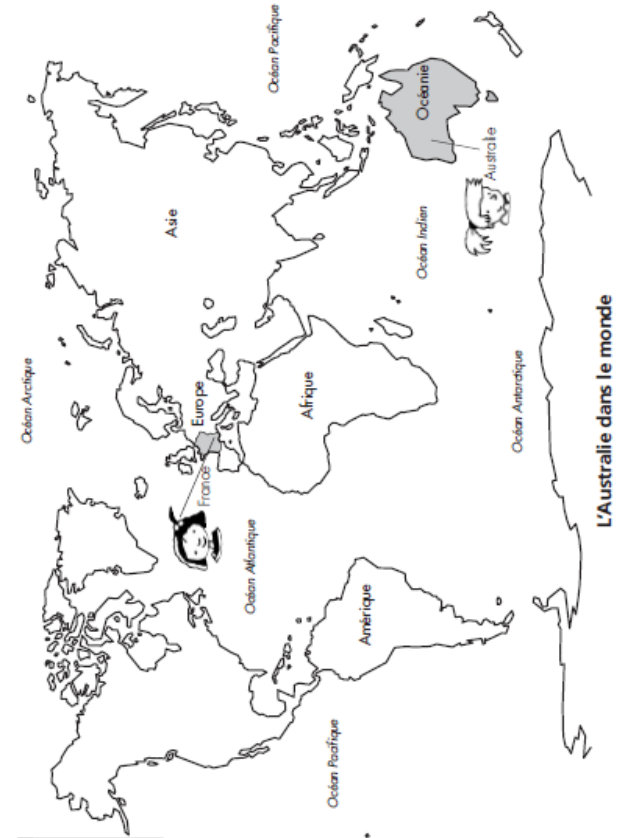 Océan Arctique
Océan Pacifique
Asie
Europe
France
Océan Atlantique
Afrique
Amérique
Océan Pacifique
Océan Indien
Océanie
Australie
Océan Antarctique
L'Australie dans le monde